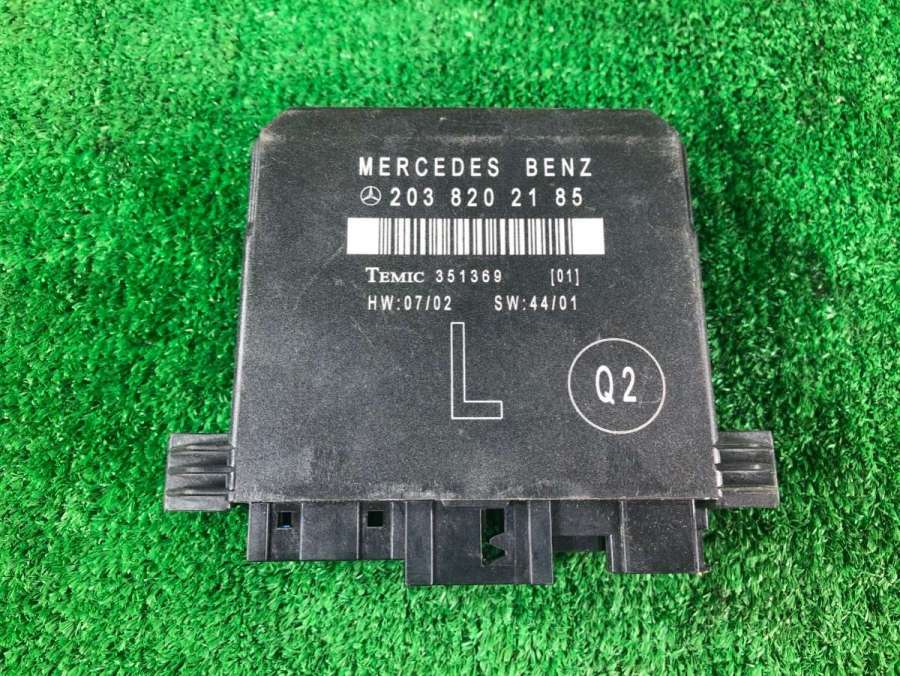 MERCEDES BENZ
203 820 21 85
TEMIC 351369 [01]
HW:07/02 SW:44/01
L
Q2